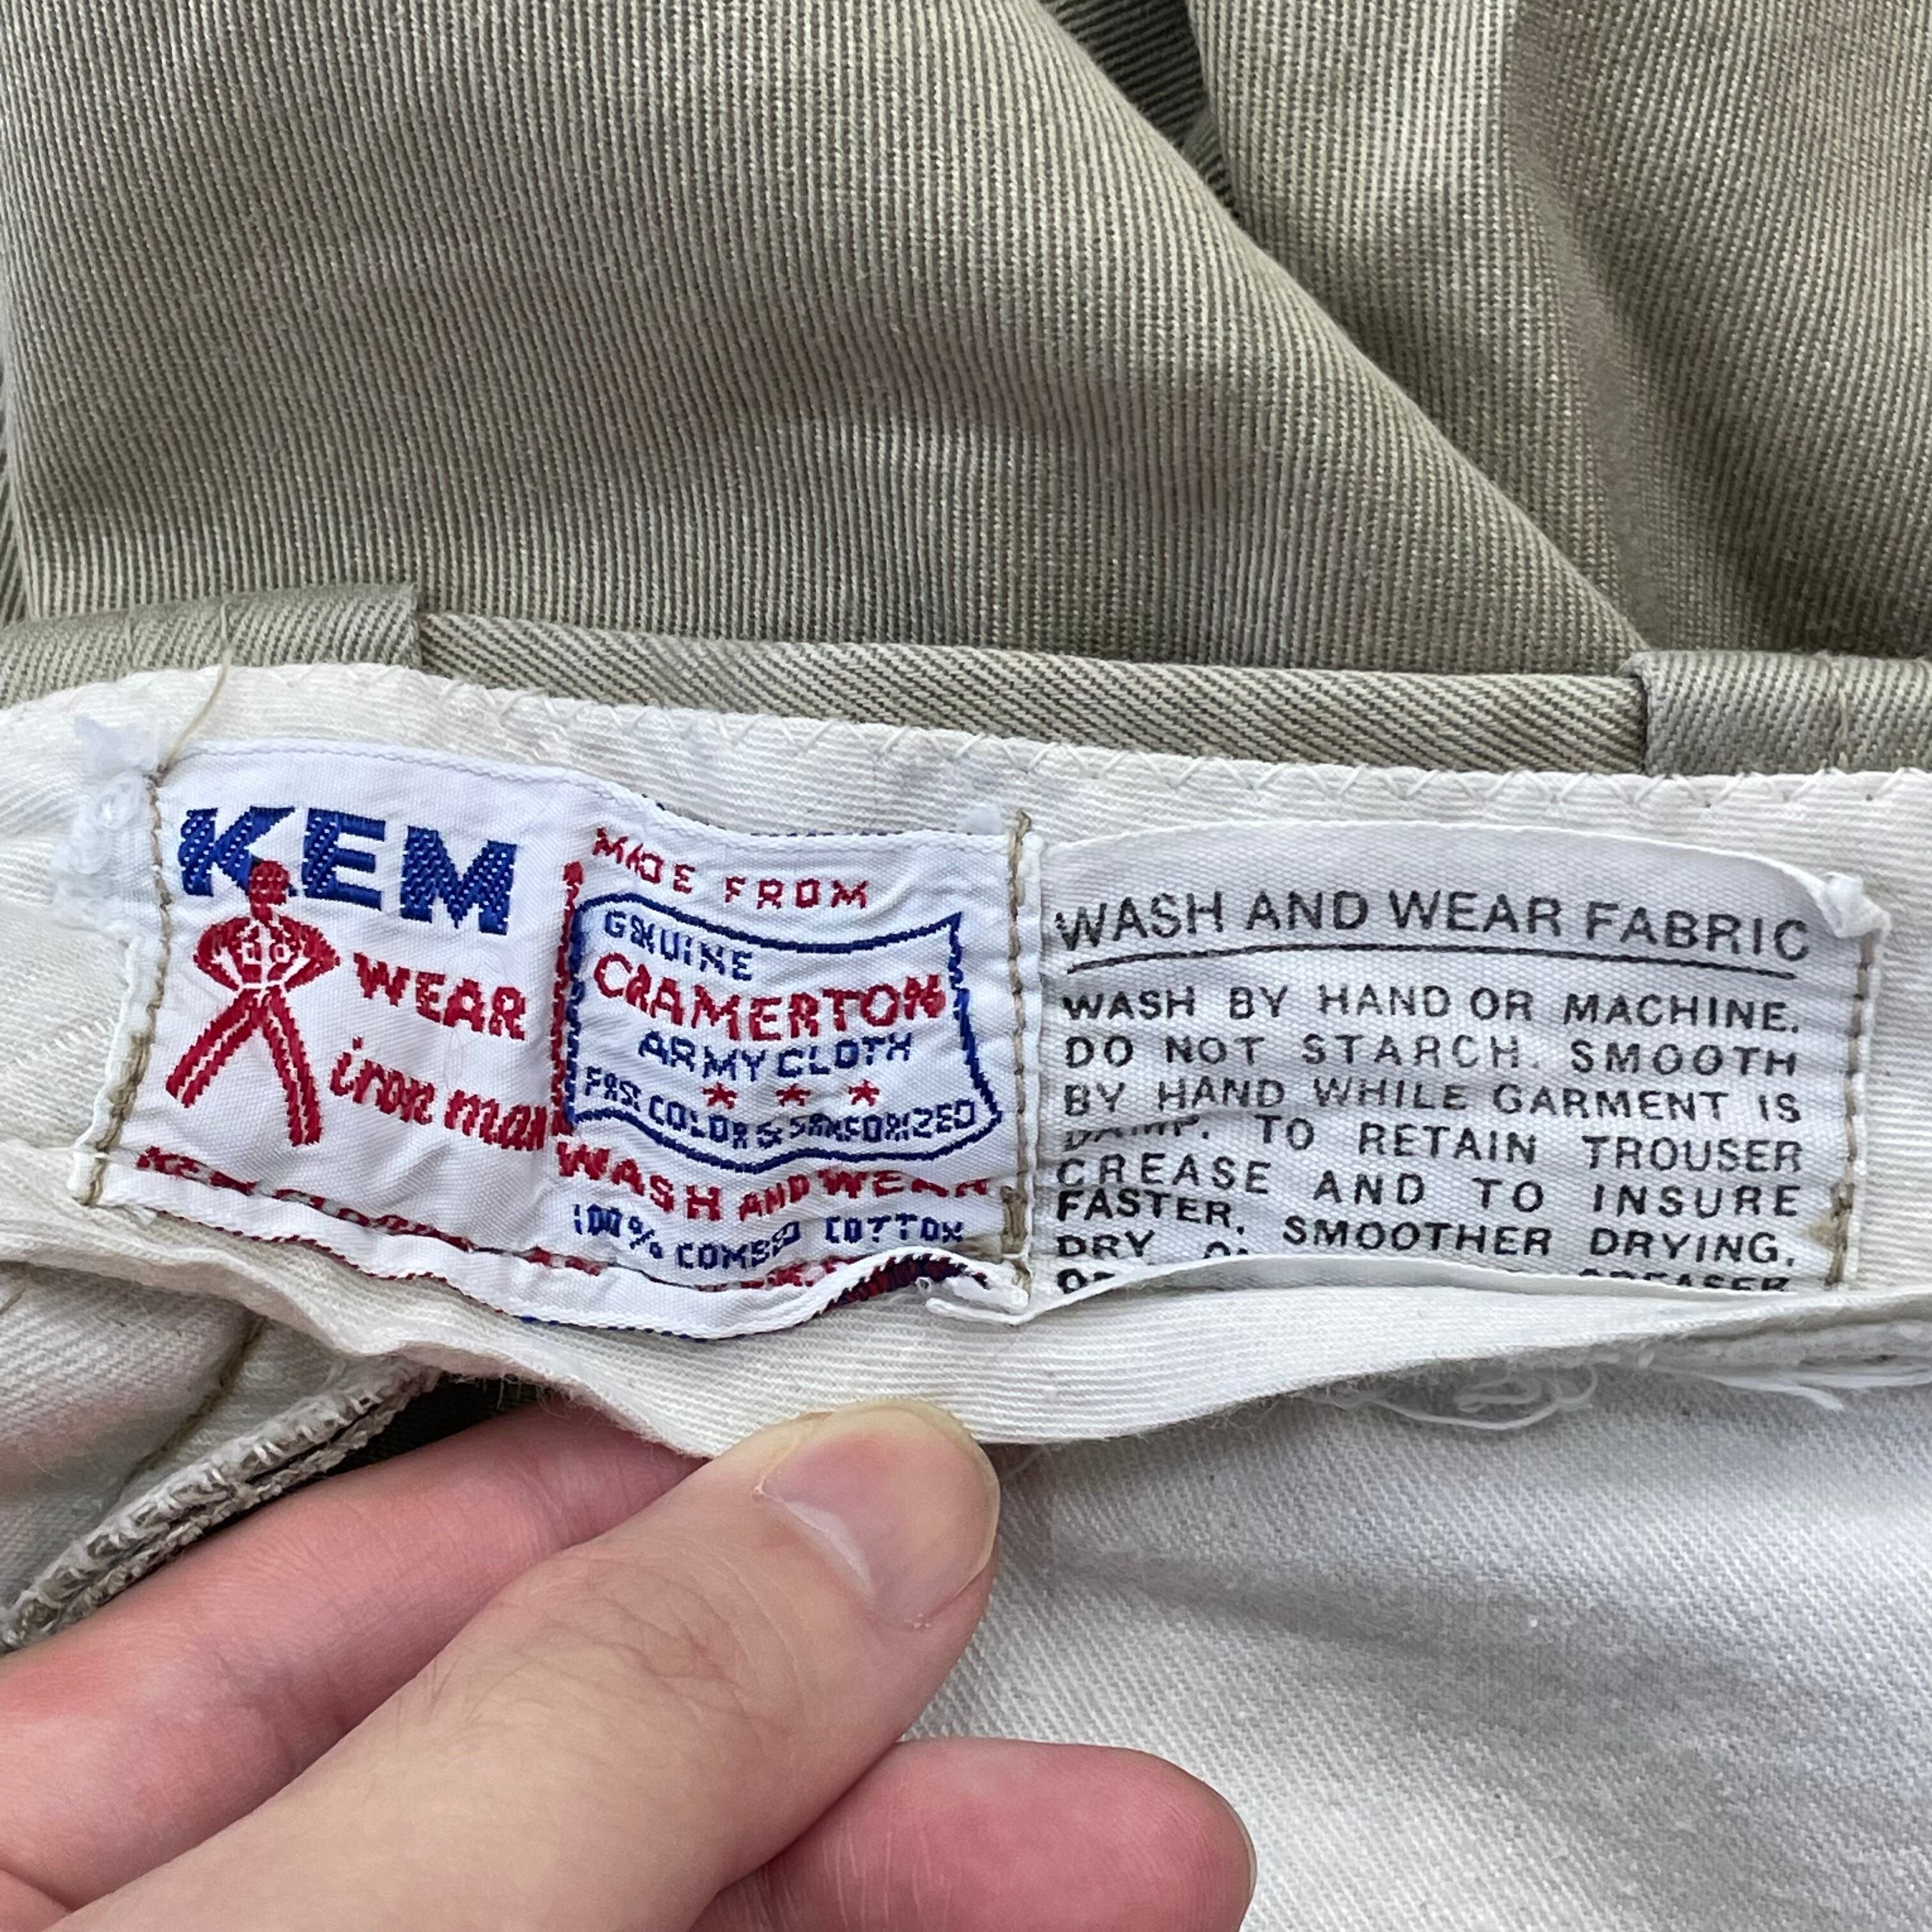 KEM
WEAR
iron man
MADE FROM
GENUINE
CRAMERTON
ARMY CLOTH
FAST COLOR & SANFORIZED
WASH AND WEAR
100% COMBED COTTON
WASH AND WEAR FABRIC
WASH BY HAND OR MACHINE.
DO NOT STARCH. SMOOTH
BY HAND WHILE GARMENT IS
DAMP. TO RETAIN TROUSER
CREASE AND TO INSURE
FASTER, SMOOTHER DRYING,
DRY